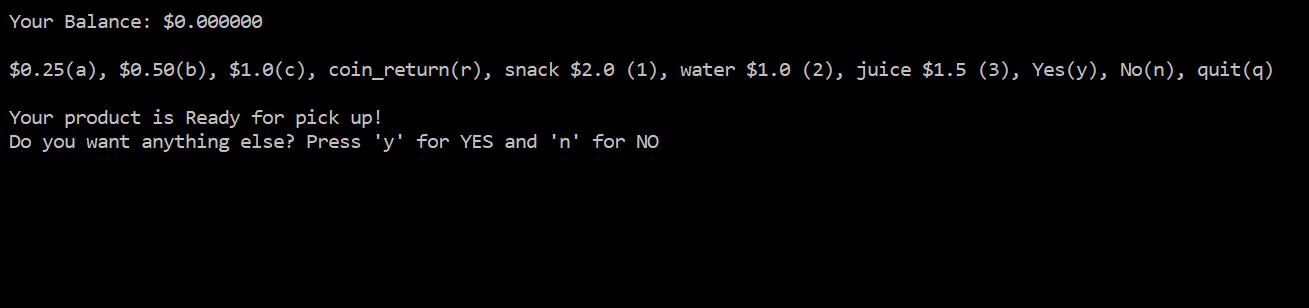 Your Balance: $0.000000
$0.25(a), $0.50(b), $1.0(c), coin_return(r), snack $2.0 (1), water $1.0 (2), juice $1.5 (3), Yes(y), No(n), quit(q)
Your product is Ready for pick up!
Do you want anything else? Press 'y' for YES and 'n' for NO